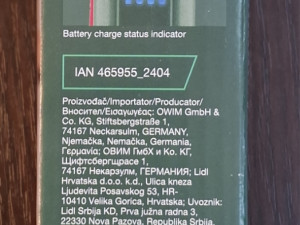 Battery charge status indicator
IAN 465955_2404
Proizvođač/Importator/Producator/
Вносител/Εισαγωγέας: OWIM GmbH &
Co. KG, Stiftsbergstraße 1,
74167 Neckarsulm, GERMANY,
Njemačka, Nemačka, Germania,
Γερμανία; ОВИМ ГмбХ и Ко. КГ,
Щифтсбергщрасе 1,
74167 Некарзулм, ГЕРМАНИЯ; Lidl
Hrvatska d.o.o. k.d., Ulica kneza
Ljudevita Posavskog 53, HR-
10410 Velika Gorica, Hrvatska; Uvoznik:
Lidl Srbija KD, Prva južna radna 3,
22330 Nova Pazova, Republika Srbija,